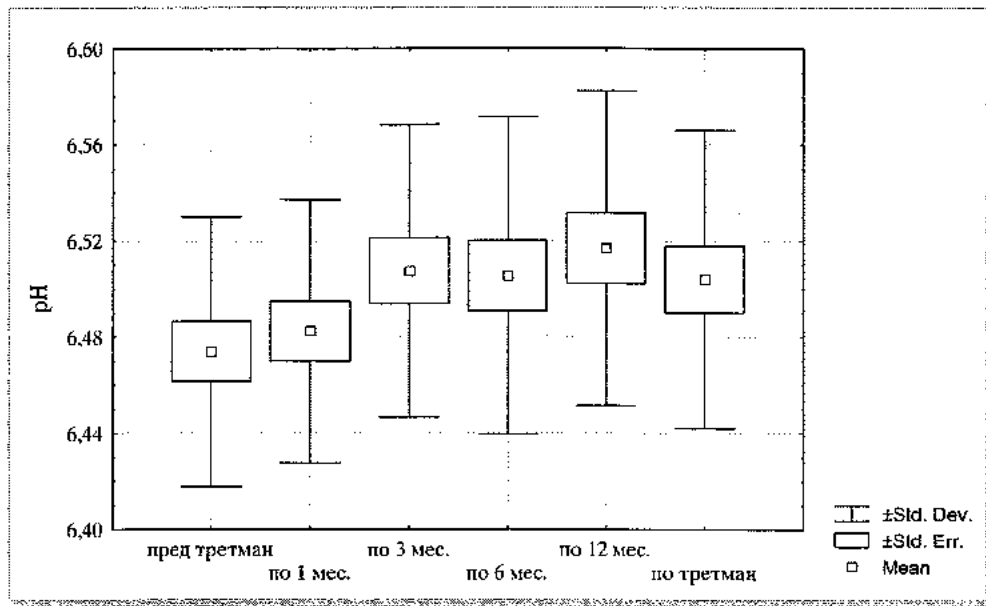 6,60
6,56
6,52
6,48
6,44
6,40
pH
пред третман
по 1 мес.
по 3 мес.
по 6 мес.
по 12 мес.
по третман
±Std. Dev.
±Std. Err.
Mean